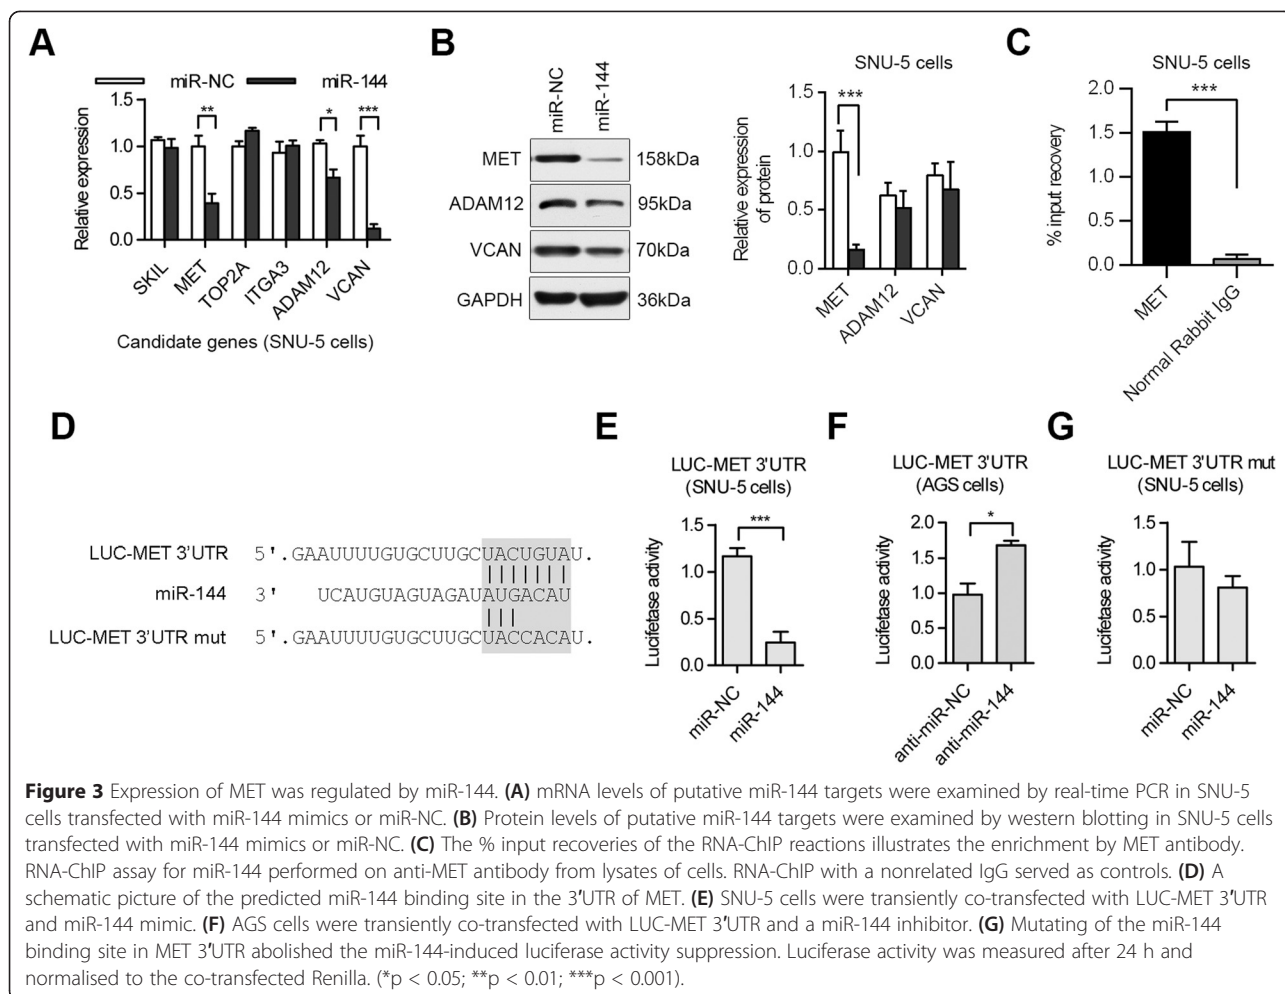 A
miR-NC
miR-144
1.5
1.0
0.5
0.0
Relative expression
**
*
***
SKIL
MET
TOP2A
ITGA3
ADAM12
VCAN
Candidate genes (SNU-5 cells)
B
miR-NC
miR-144
MET
158kDa
ADAM12
95kDa
VCAN
70kDa
GAPDH
36kDa
SNU-5 cells
1.5
1.0
0.5
0.0
Relative expression
of protein
***
MET
ADAM12
VCAN
C
SNU-5 cells
2.0
1.5
1.0
0.5
0.0
% input recovery
***
MET
Normal Rabbit IgG
D
LUC-MET 3'UTR 5'.GAAUUUUGUGCUUGCUACUGUAU.
miR-144 3' UCAUGUAGUAGAUAUGACAU
LUC-MET 3'UTR mut 5'.GAAUUUUGUGCUUGCUACCACAU.
E
LUC-MET 3'UTR
(SNU-5 cells)
1.5
1.0
0.5
0.0
Lucifetase activity
***
miR-NC
miR-144
F
LUC-MET 3'UTR
(AGS cells)
2.0
1.5
1.0
0.5
0.0
Lucifetase activity
*
anti-miR-NC
anti-miR-144
G
LUC-MET 3'UTR mut
(SNU-5 cells)
1.5
1.0
0.5
0.0
Lucifetase activity
miR-NC
miR-144
Figure 3 Expression of MET was regulated by miR-144. (A) mRNA levels of putative miR-144 targets were examined by real-time PCR in SNU-5
cells transfected with miR-144 mimics or miR-NC. (B) Protein levels of putative miR-144 targets were examined by western blotting in SNU-5 cells
transfected with miR-144 mimics or miR-NC. (C) The % input recoveries of the RNA-ChIP reactions illustrates the enrichment by MET antibody.
RNA-ChIP assay for miR-144 performed on anti-MET antibody from lysates of cells. RNA-ChIP with a nonrelated IgG served as controls. (D) A
schematic picture of the predicted miR-144 binding site in the 3′UTR of MET. (E) SNU-5 cells were transiently co-transfected with LUC-MET 3′UTR
and miR-144 mimic. (F) AGS cells were transiently co-transfected with LUC-MET 3′UTR and a miR-144 inhibitor. (G) Mutating of the miR-144
binding site in MET 3′UTR abolished the miR-144-induced luciferase activity suppression. Luciferase activity was measured after 24 h and
normalised to the co-transfected Renilla. (*p < 0.05; **p < 0.01; ***p < 0.001).